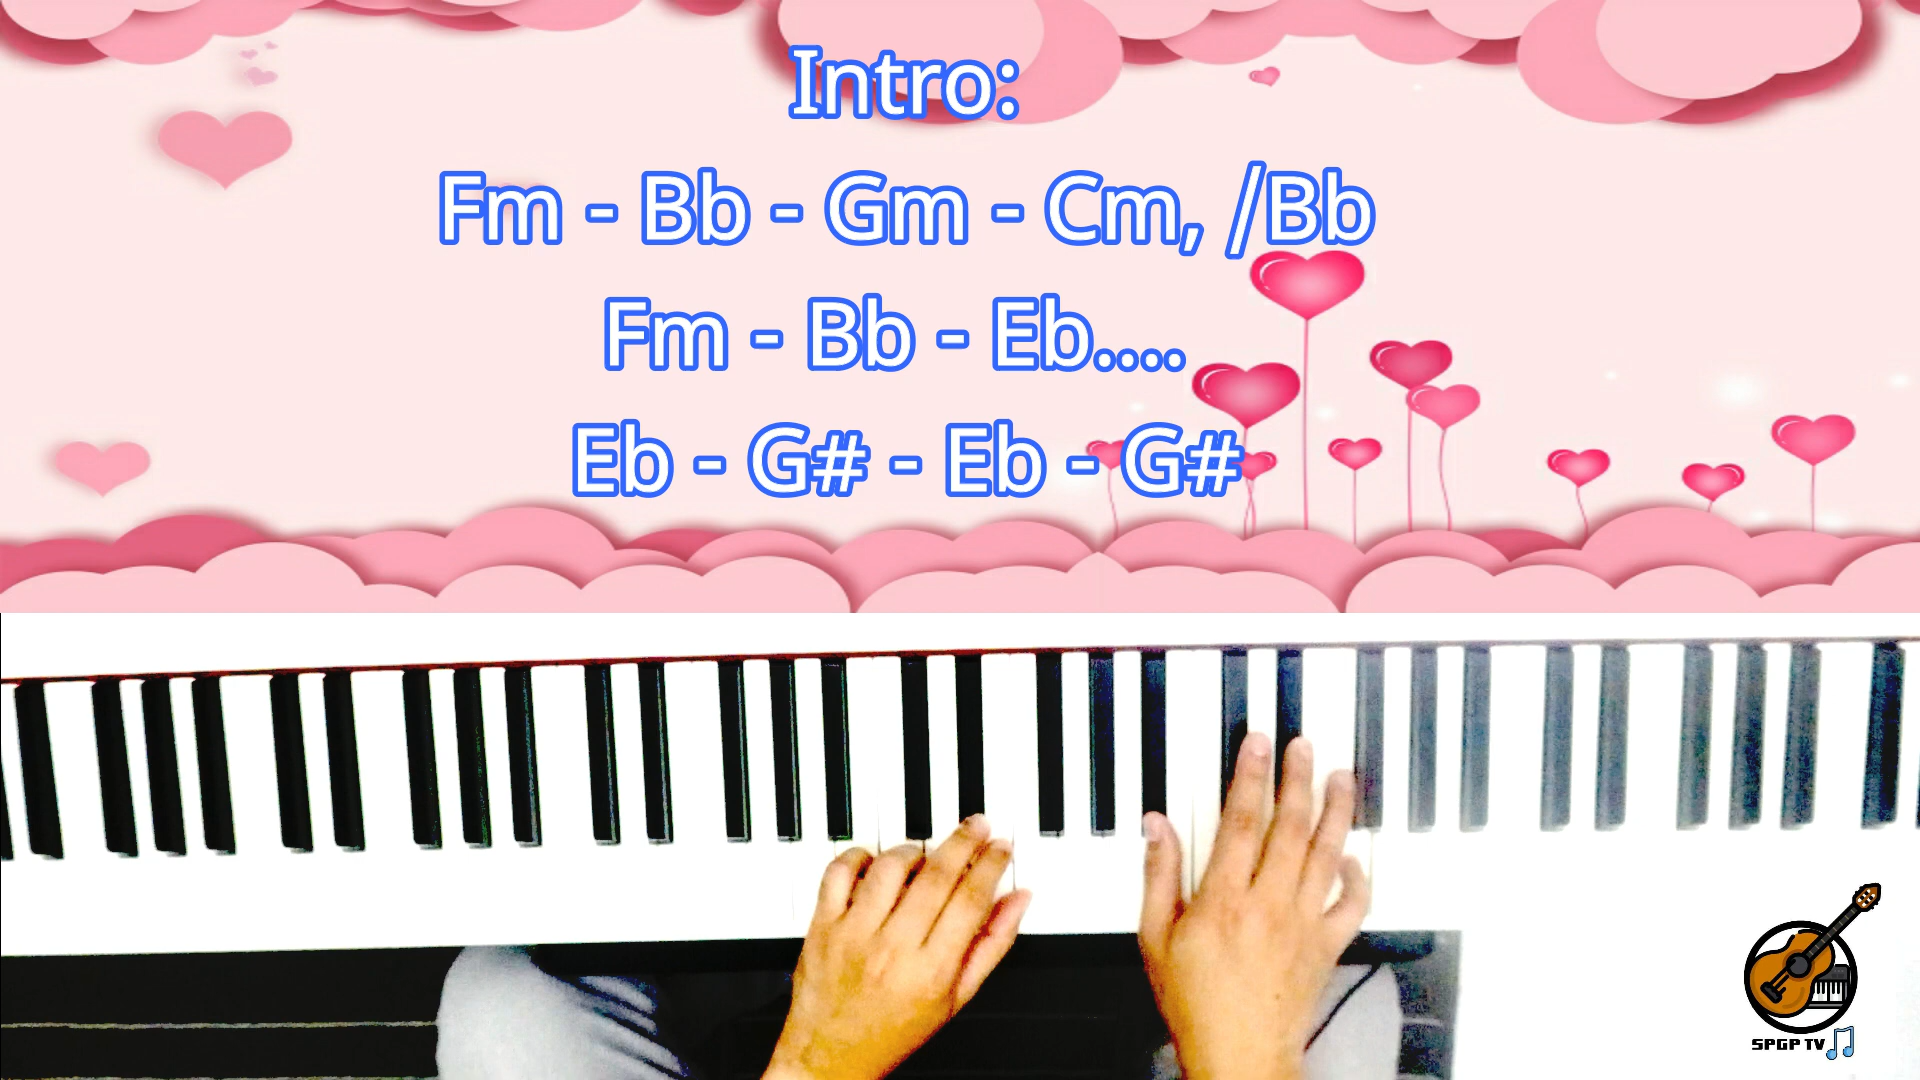 Intro:
Fm - Bb - Gm - Cm, /Bb
Fm - Bb - Eb....
Eb - G# - Eb - G#
SPGP TV